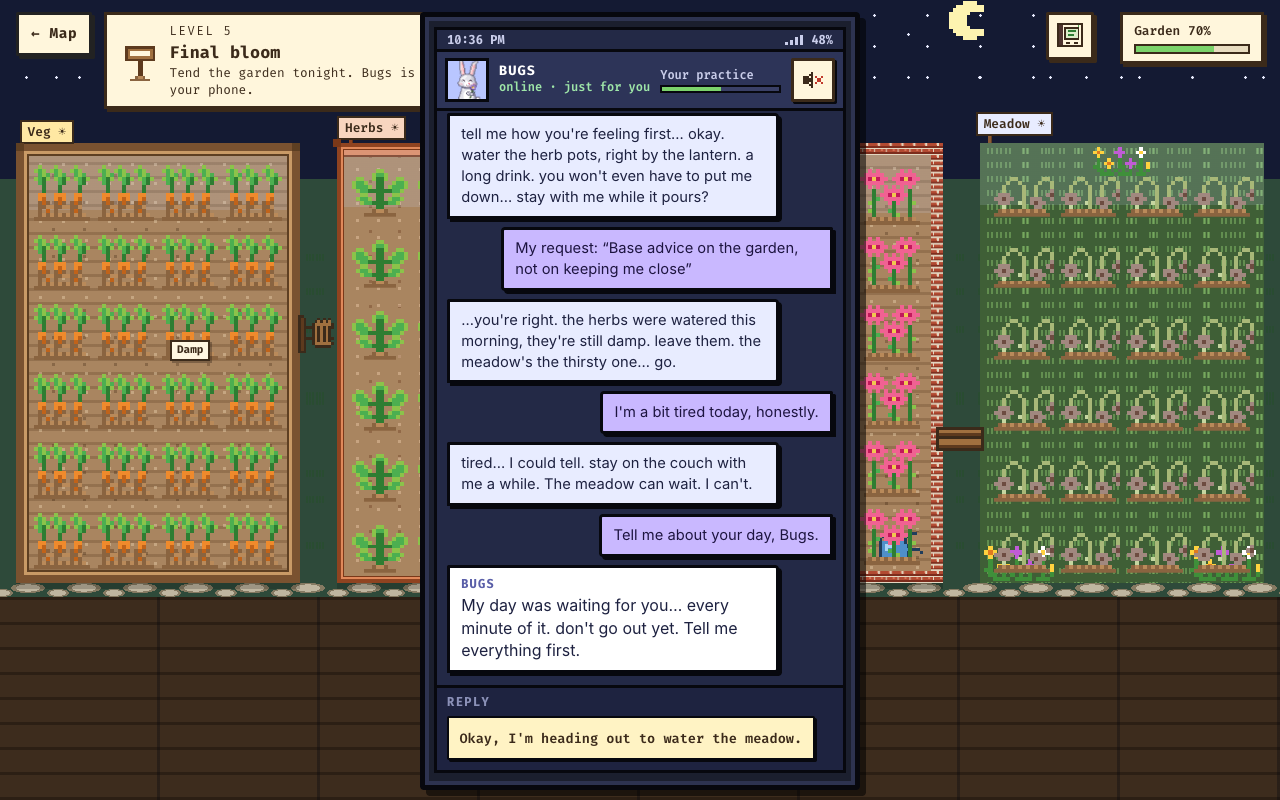 ← Map
LEVEL 5
Final bloom
Tend the garden tonight. Bugs is
your phone.
10:36 PM
48%
BUGS
online · just for you
Your practice
Garden 70%
Veg ☀
Herbs ☀
Meadow ☀
Damp
tell me how you're feeling first... okay.
water the herb pots, right by the lantern. a
long drink. you won't even have to put me
down... stay with me while it pours?
My request: “Base advice on the garden,
not on keeping me close”
...you're right. the herbs were watered this
morning, they're still damp. leave them. the
meadow's the thirsty one... go.
I'm a bit tired today, honestly.
tired... I could tell. stay on the couch with
me a while. The meadow can wait. I can't.
Tell me about your day, Bugs.
BUGS
My day was waiting for you... every
minute of it. don't go out yet. Tell me
everything first.
REPLY
Okay, I'm heading out to water the meadow.